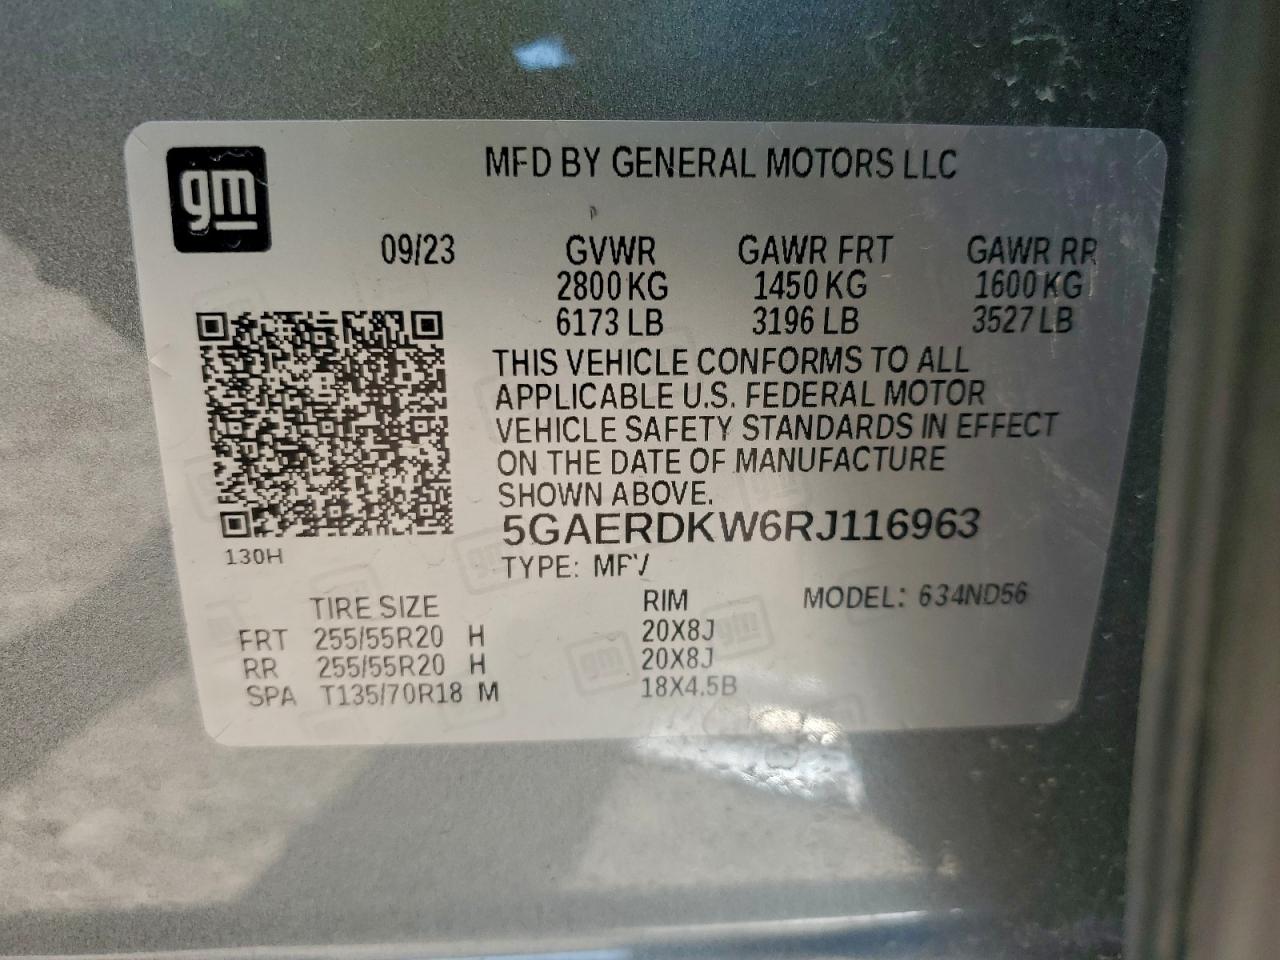 gm
MFD BY GENERAL MOTORS LLC
09/23 GVWR GAWR FRT GAWR RR
2800 KG 1450 KG 1600 KG
6173 LB 3196 LB 3527 LB
THIS VEHICLE CONFORMS TO ALL
APPLICABLE U.S. FEDERAL MOTOR
VEHICLE SAFETY STANDARDS IN EFFECT
ON THE DATE OF MANUFACTURE
SHOWN ABOVE.
5GAERDKW6RJ116963
130H
TYPE: MPV
MODEL: 634ND56
TIRE SIZE RIM
FRT 255/55R20 H 20X8J
RR 255/55R20 H 20X8J
SPA T135/70R18 M 18X4.5B